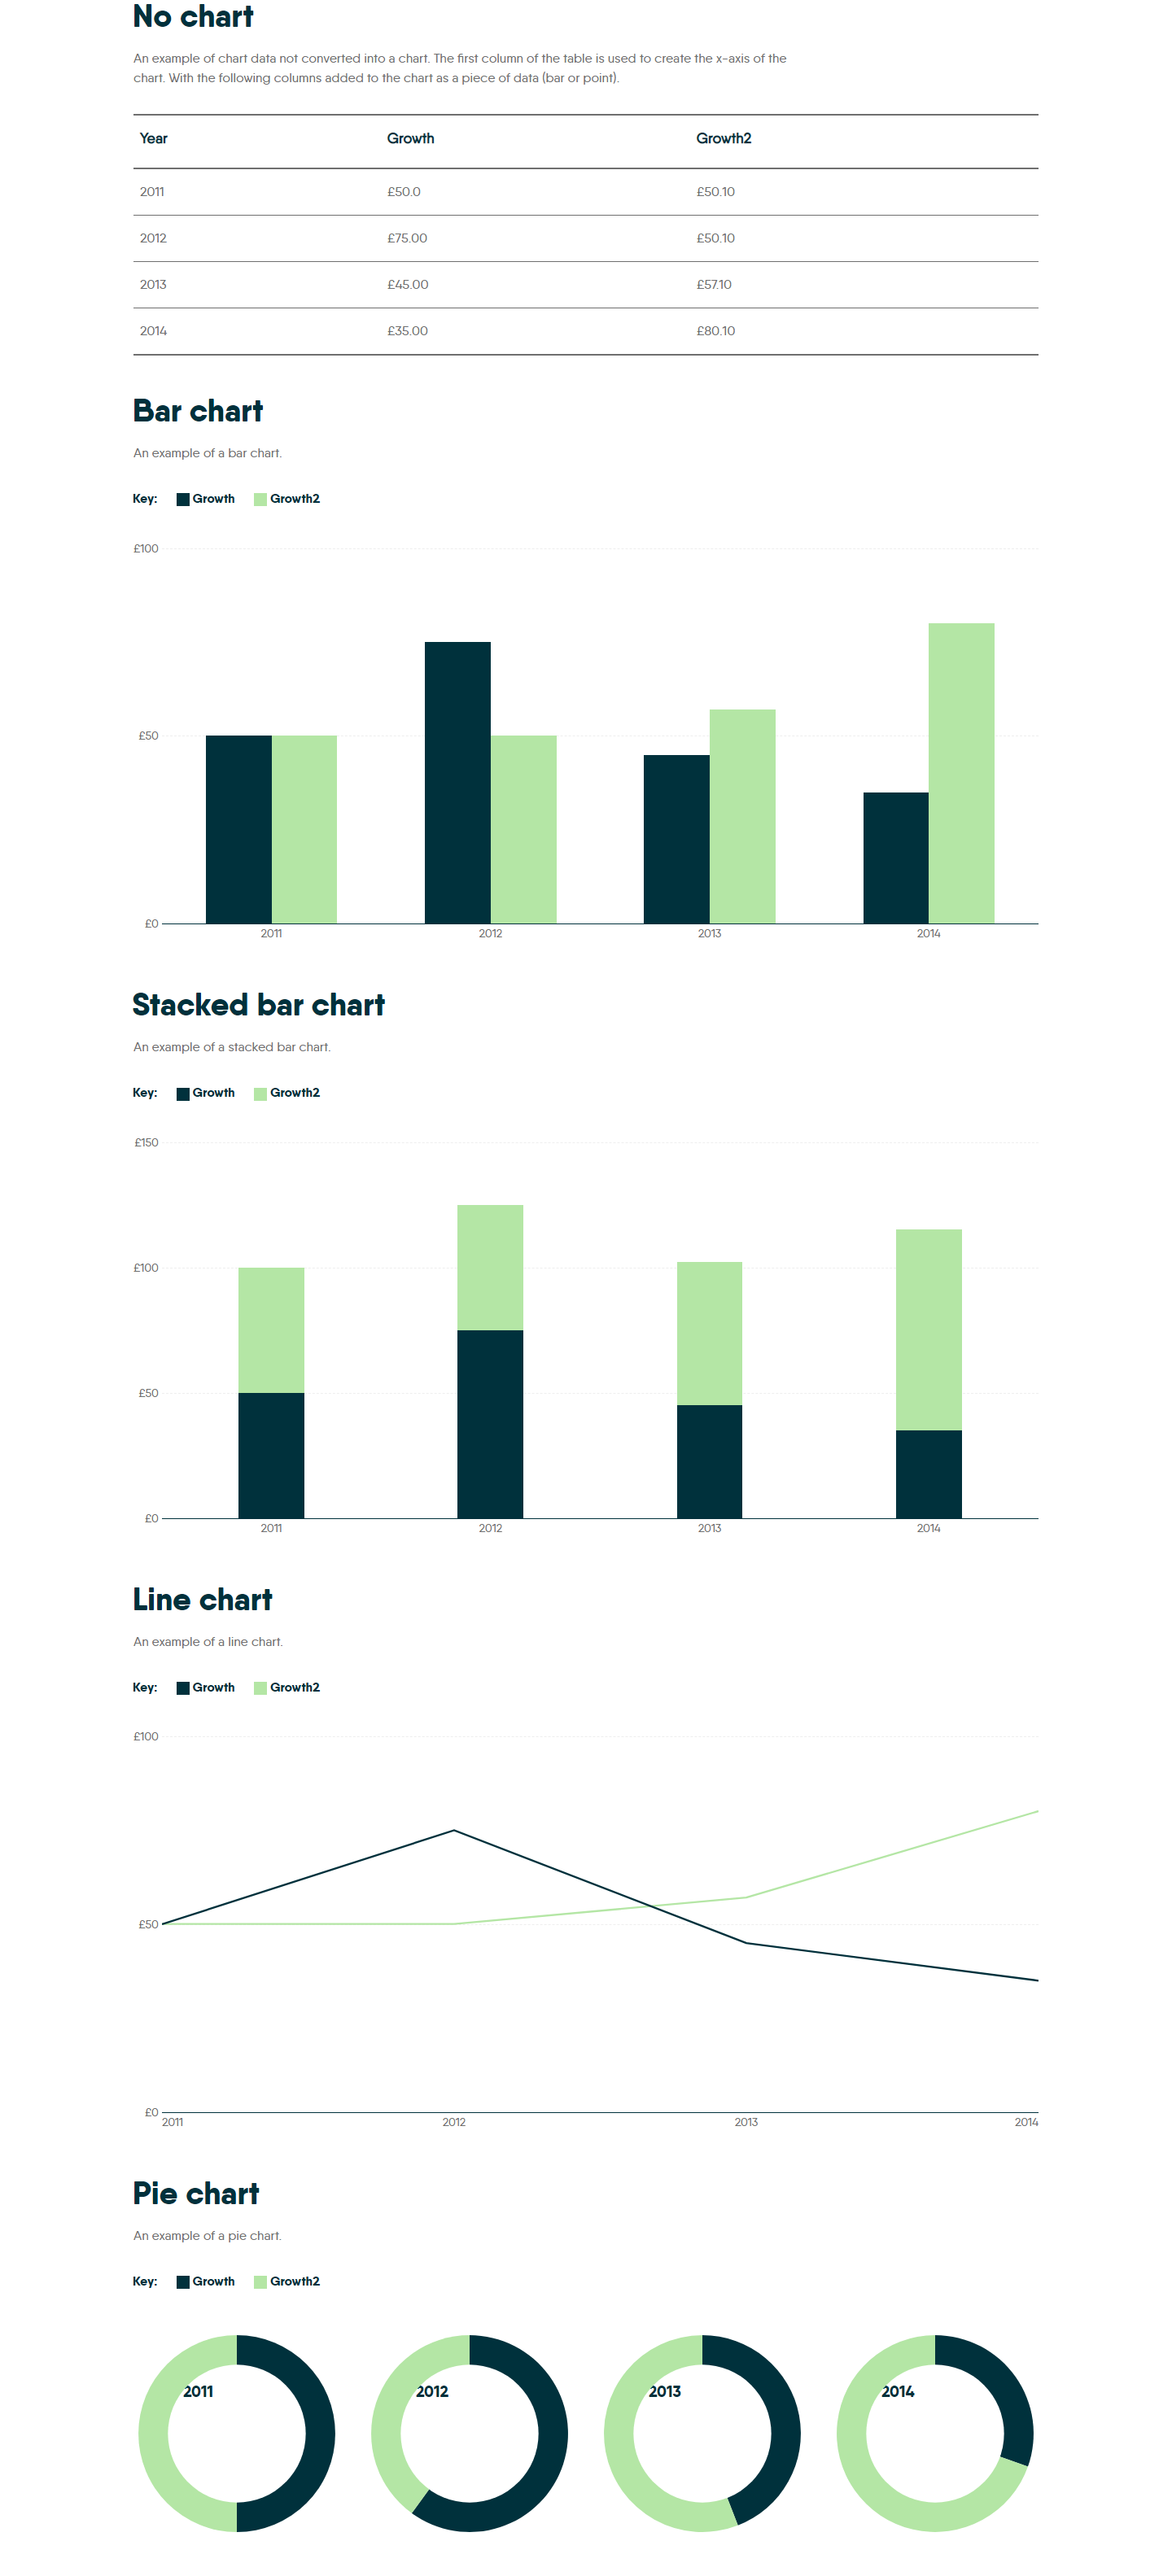 No chart
An example of chart data not converted into a chart. The first column of the table is used to create the x-axis of the
chart. With the following columns added to the chart as a piece of data (bar or point).
Year Growth Growth2
2011 £50.0 £50.10
2012 £75.00 £50.10
2013 £45.00 £57.10
2014 £35.00 £80.10
Bar chart
An example of a bar chart.
Key: Growth Growth2
£100
£50
£0
2011 2012 2013 2014
Stacked bar chart
An example of a stacked bar chart.
Key: Growth Growth2
£150
£100
£50
£0
2011 2012 2013 2014
Line chart
An example of a line chart.
Key: Growth Growth2
£100
£50
£0
2011 2012 2013 2014
Pie chart
An example of a pie chart.
Key: Growth Growth2
2011 2012 2013 2014